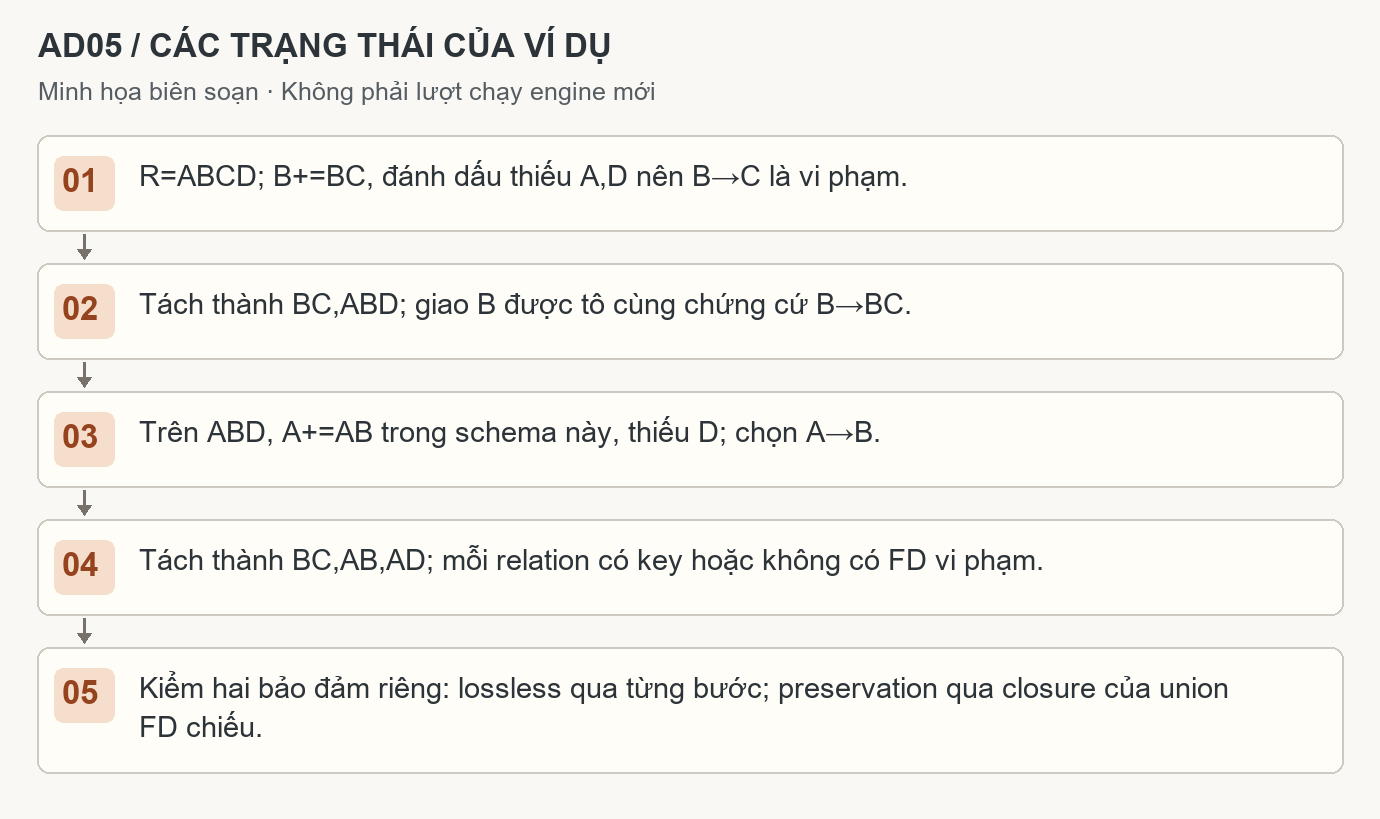 AD05 / CÁC TRẠNG THÁI CỦA VÍ DỤ
Minh họa biên soạn · Không phải lượt chạy engine mới
01
R=ABCD; B+=BC, đánh dấu thiếu A,D nên B→C là vi phạm.
02
Tách thành BC,ABD; giao B được tô cùng chứng cứ B→BC.
03
Trên ABD, A+=AB trong schema này, thiếu D; chọn A→B.
04
Tách thành BC,AB,AD; mỗi relation có key hoặc không có FD vi phạm.
05
Kiểm hai bảo đảm riêng: lossless qua từng bước; preservation qua closure của union
FD chiếu.